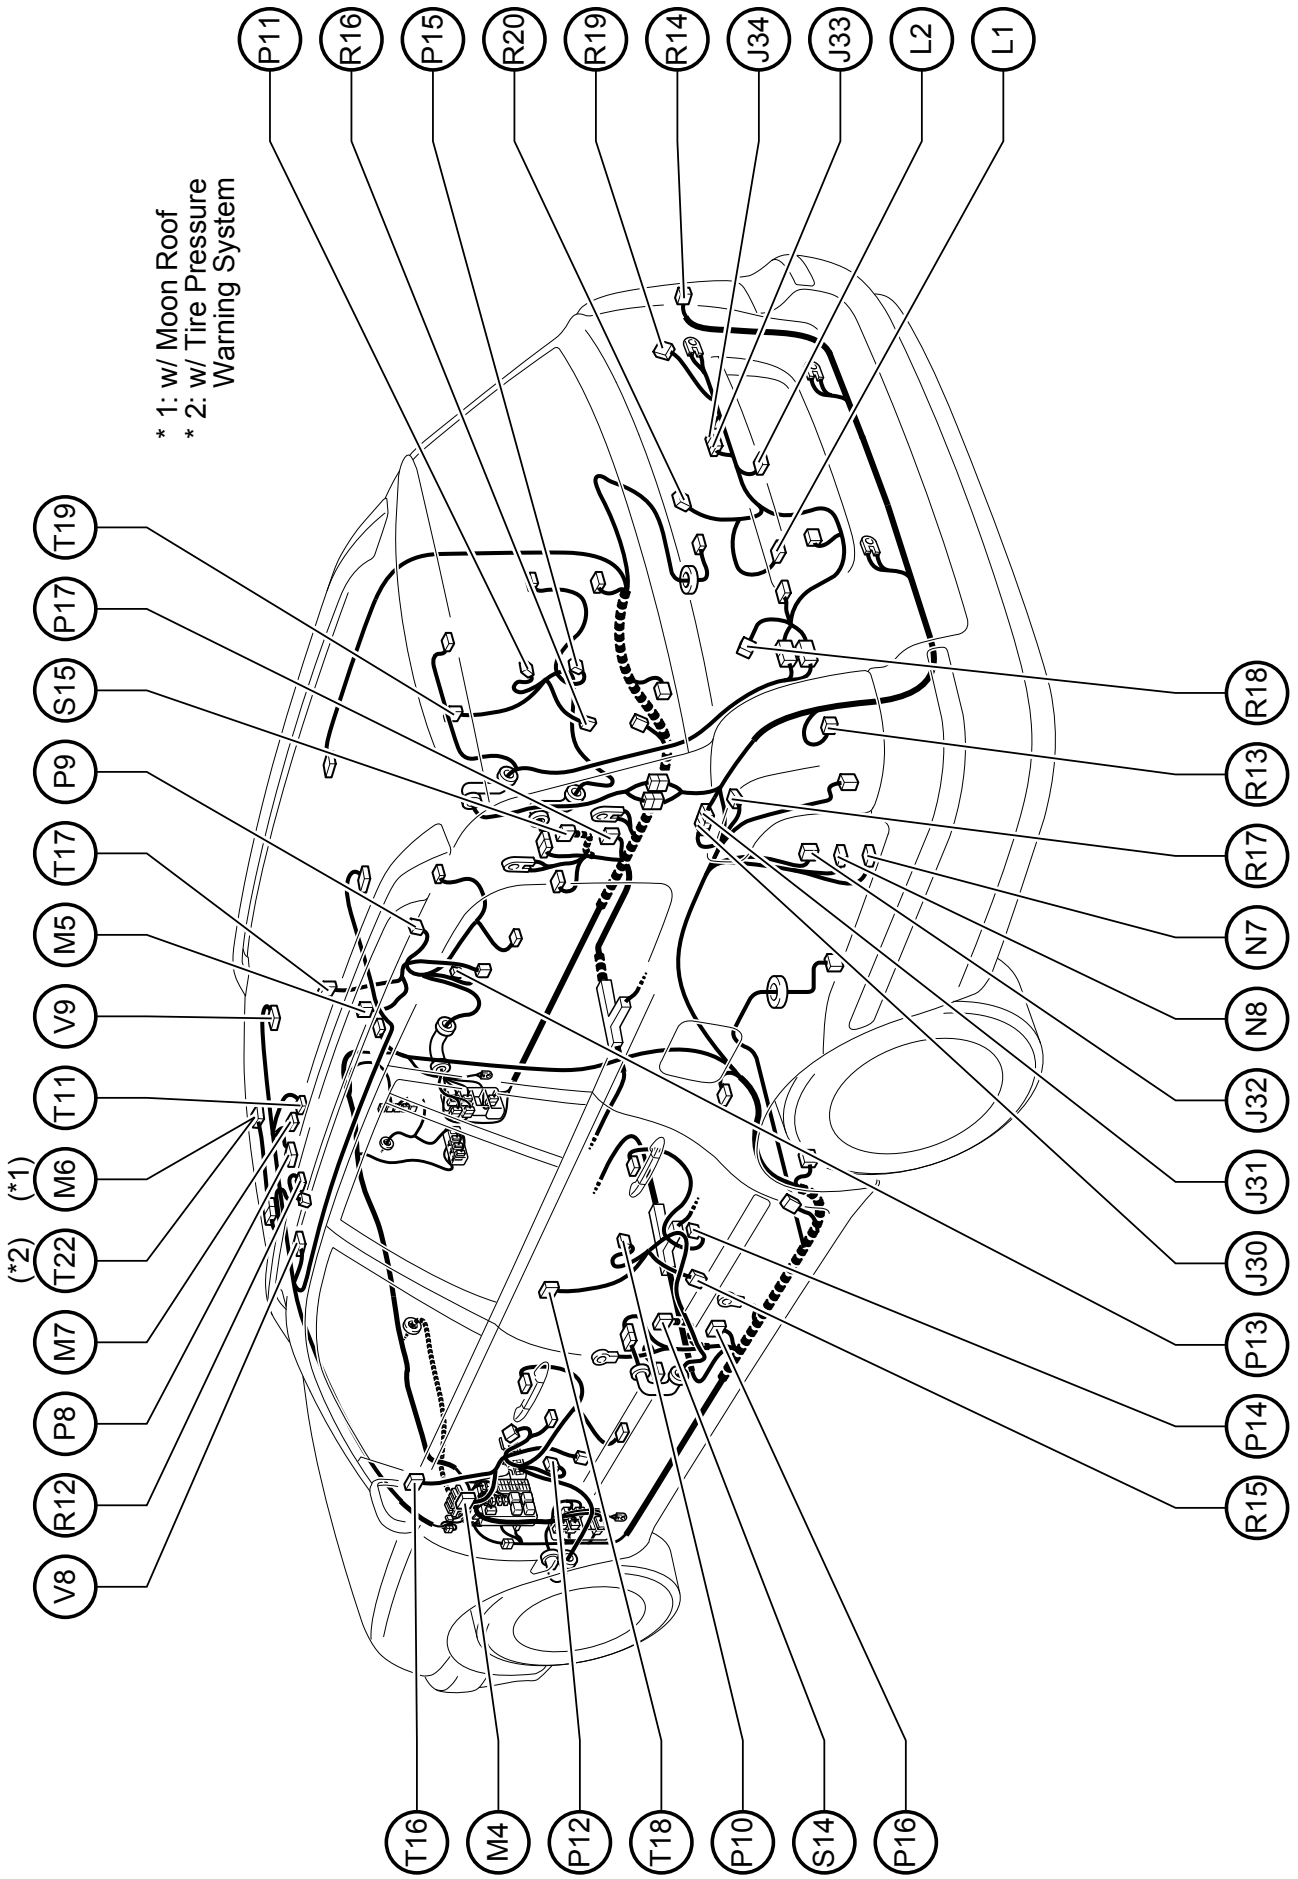 T19
P17
S15
P9
T17
M5
V9
T11
(*1)
M6
(*2)
T22
M7
P8
R12
V8
* 1: w/ Moon Roof
* 2: w/ Tire Pressure
Warning System
P11
R16
P15
R20
R19
R14
J34
J33
L2
L1
T16
M4
P12
T18
P10
S14
P16
R18
R13
R17
N7
N8
J32
J31
J30
P13
P14
R15